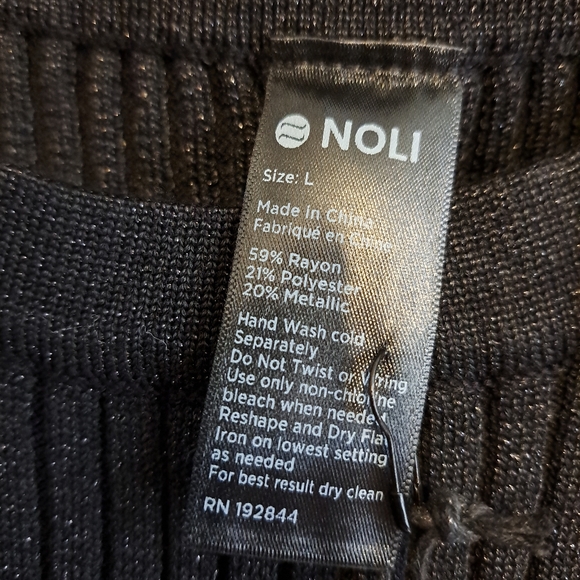 NOLI
Size: L
Made in China
Fabriqué en Chine
59% Rayon
21% Polyester
20% Metallic
Hand Wash cold
Separately
Do Not Twist or Wring
Use only non-chlorine
bleach when needed
Reshape and Dry Flat
Iron on lowest setting
as needed
For best result dry clean
RN 192844